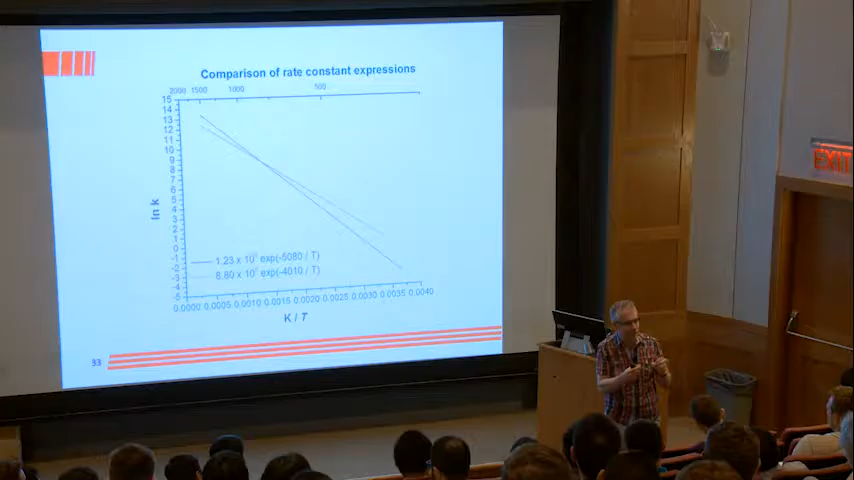 Comparison of rate constant expressions
2000 1500 1000 500
15
14
13
12
11
10
9
8
7
6
5
4
3
2
1
0
-1
-2
-3
-4
-5
ln k
1.23 x 10 exp(-5080 / T)
8.80 x 10 exp(-4010 / T)
0.0000 0.0005 0.0010 0.0015 0.0020 0.0025 0.0030 0.0035 0.0040
K / T
33
EXIT